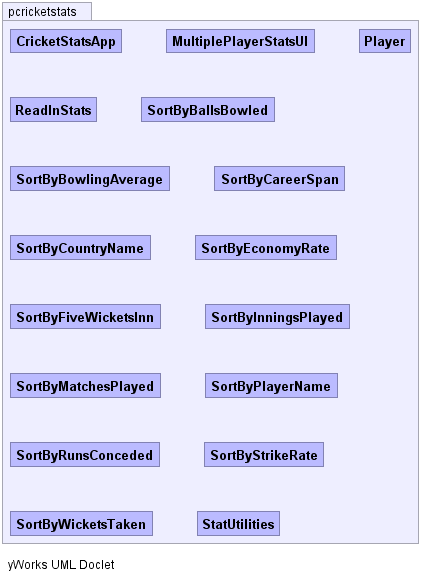 pcricketstats
CricketStatsApp MultiplePlayerStatsUI Player
ReadInStats SortByBallsBowled
SortByBowlingAverage SortByCareerSpan
SortByCountryName SortByEconomyRate
SortByFiveWicketsInn SortByInningsPlayed
SortByMatchesPlayed SortByPlayerName
SortByRunsConceded SortByStrikeRate
SortByWicketsTaken StatUtilities
yWorks UML Doclet